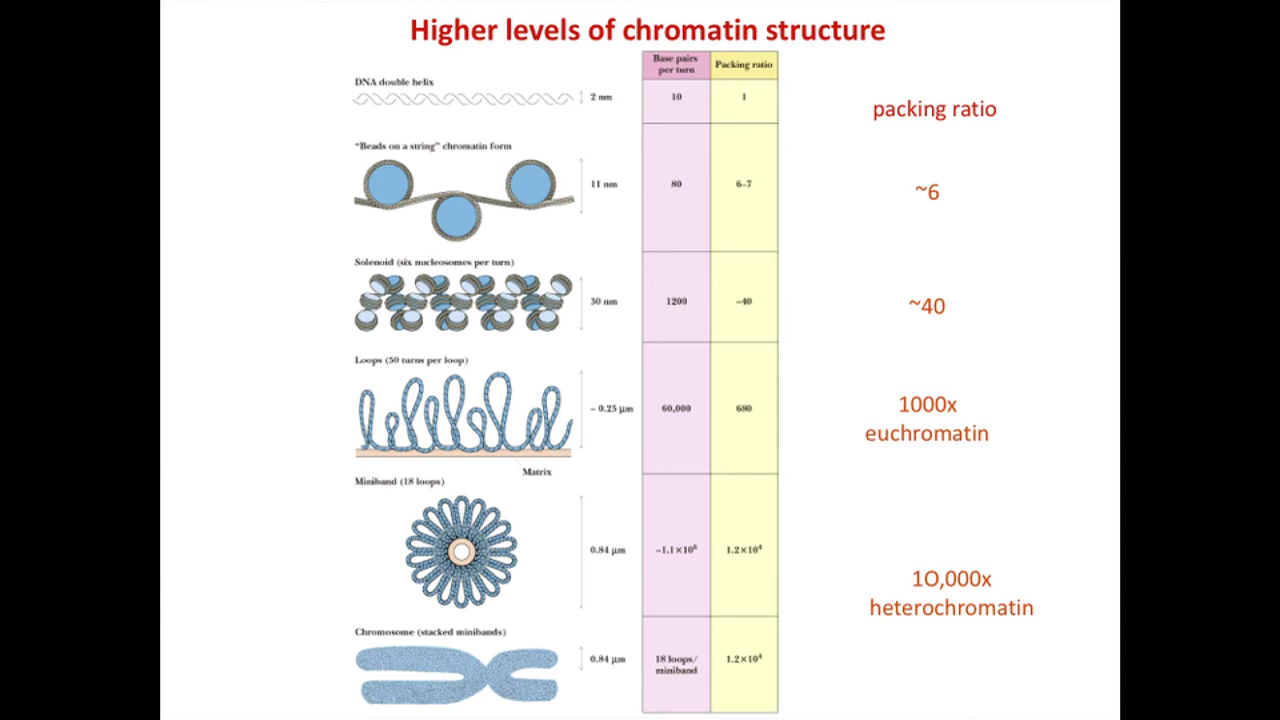 Higher levels of chromatin structure
Base pairs
per turn
Packing ratio
DNA double helix
2 nm
10
1
packing ratio
“Beads on a string” chromatin form
11 nm
80
6–7
~6
Solenoid (six nucleosomes per turn)
30 nm
1200
~40
~40
Loops (50 turns per loop)
~ 0.25 μm
60,000
680
1000x
euchromatin
Matrix
Miniband (18 loops)
0.84 μm
~1.1×10⁶
1.2×10⁴
1O,000x
heterochromatin
Chromosome (stacked minibands)
0.84 μm
18 loops/
miniband
1.2×10⁴